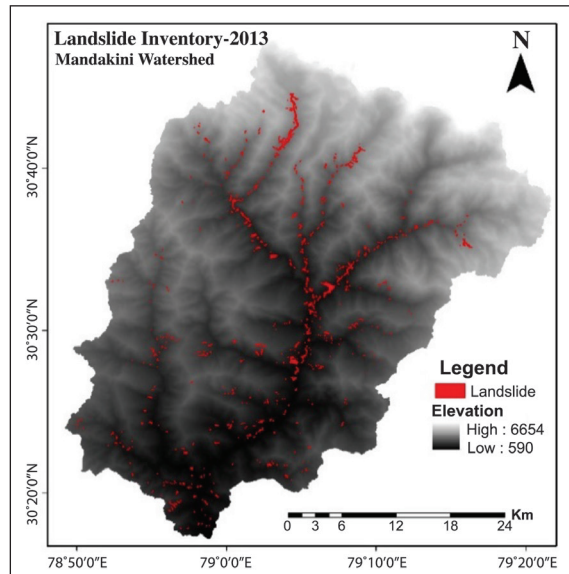 Landslide Inventory-2013
Mandakini Watershed
N
30°40'0"N
30°30'0"N
30°20'0"N
Legend
Landslide
Elevation
High : 6654
Low : 590
Km
0 3 6 12 18 24
78°50'0"E 79°0'0"E 79°10'0"E 79°20'0"E